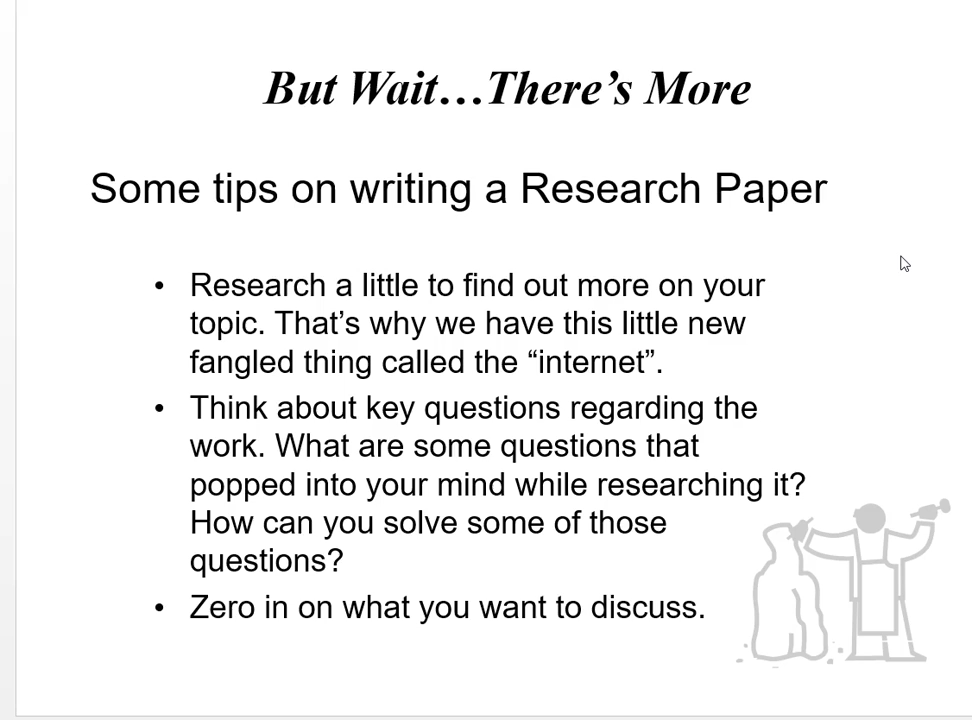 But Wait…There’s More
Some tips on writing a Research Paper
• Research a little to find out more on your
topic. That’s why we have this little new
fangled thing called the “internet”.
• Think about key questions regarding the
work. What are some questions that
popped into your mind while researching it?
How can you solve some of those
questions?
• Zero in on what you want to discuss.